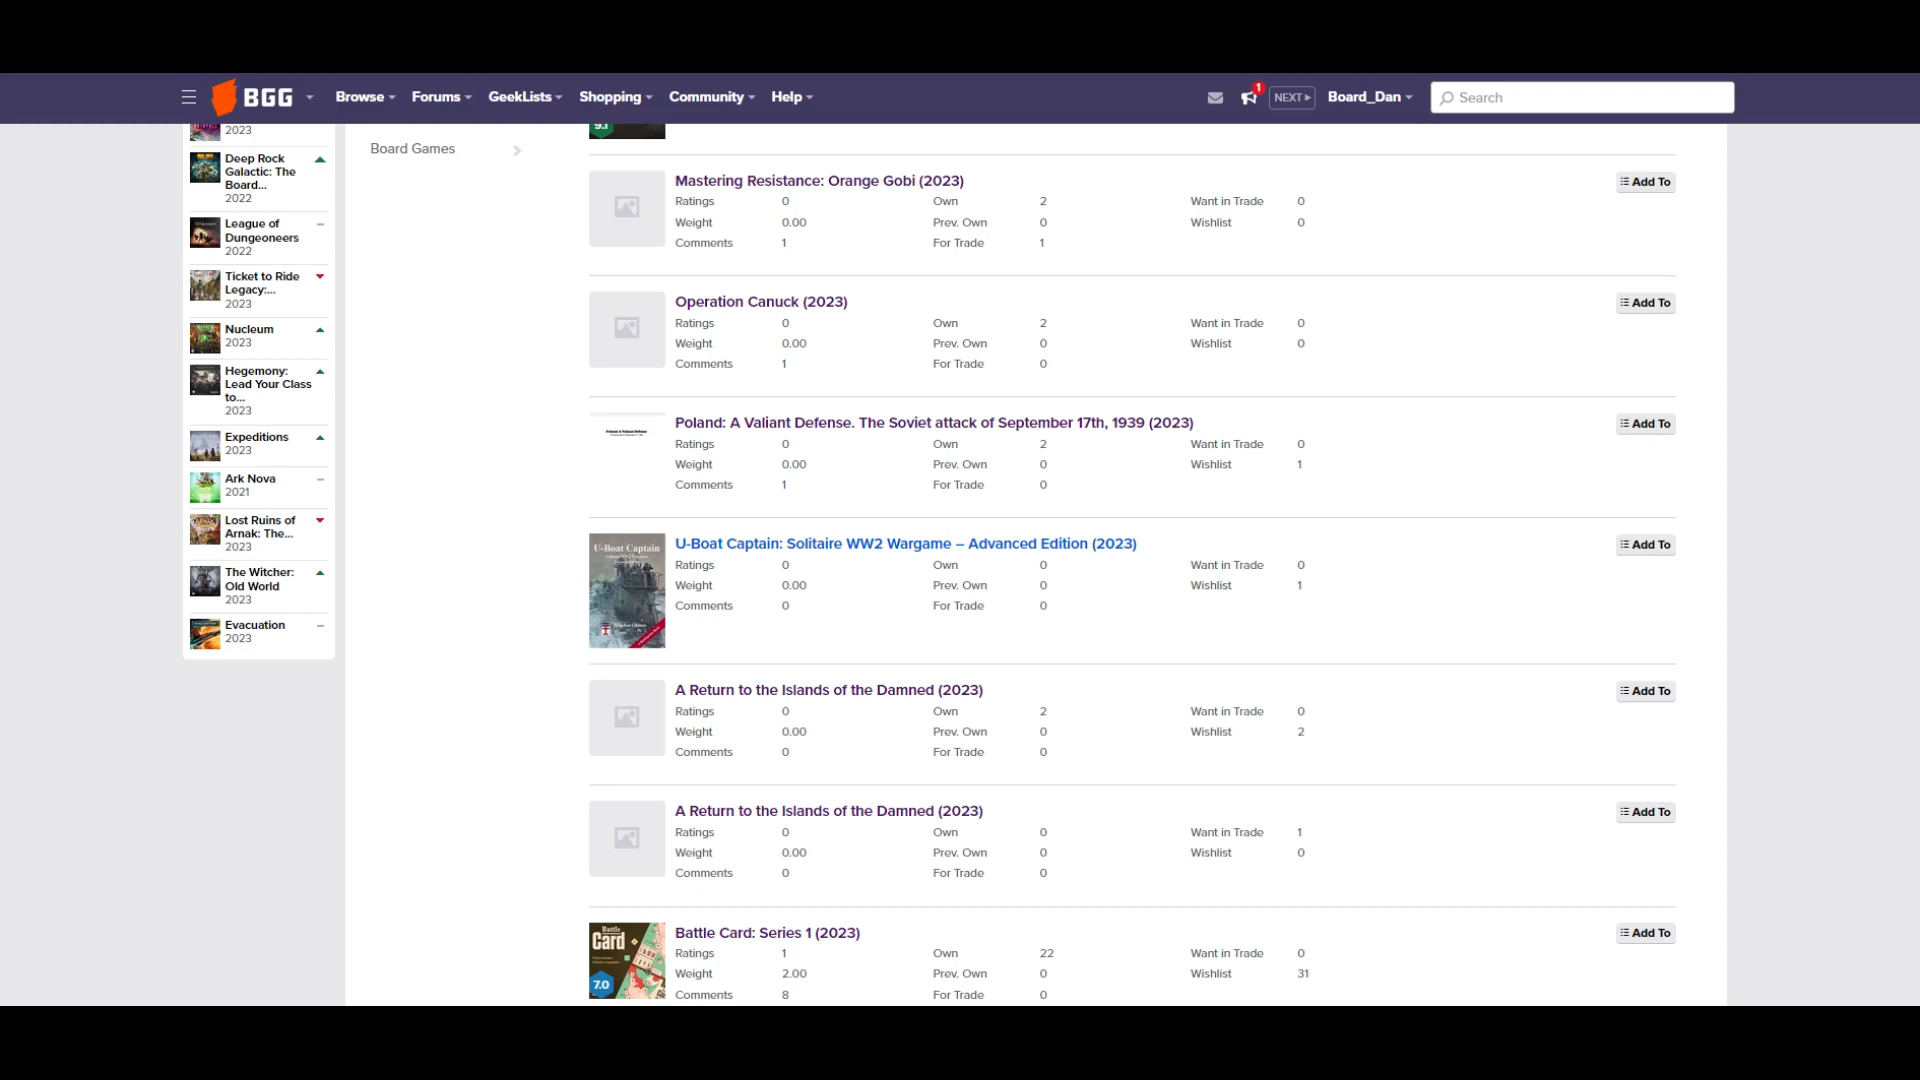 BGG
Browse
Forums
GeekLists
Shopping
Community
Help
1
NEXT
Board_Dan
Search
2023
Deep Rock
Galactic: The
Board...
2022
League of
Dungeoneers
2022
Ticket to Ride
Legacy:...
2023
Nucleum
2023
Hegemony:
Lead Your Class
to...
2023
Expeditions
2023
Ark Nova
2021
Lost Ruins of
Arnak: The...
2023
The Witcher:
Old World
2023
Evacuation
2023
Board Games
9.1
Mastering Resistance: Orange Gobi (2023)
Add To
Ratings 0 Own 2 Want in Trade 0
Weight 0.00 Prev. Own 0 Wishlist 0
Comments 1 For Trade 1
Operation Canuck (2023)
Add To
Ratings 0 Own 2 Want in Trade 0
Weight 0.00 Prev. Own 0 Wishlist 0
Comments 1 For Trade 0
Poland: A Valiant Defense. The Soviet attack of September 17th, 1939 (2023)
Add To
Ratings 0 Own 2 Want in Trade 0
Weight 0.00 Prev. Own 0 Wishlist 1
Comments 1 For Trade 0
U-Boat Captain
U-Boat Captain: Solitaire WW2 Wargame – Advanced Edition (2023)
Add To
Ratings 0 Own 0 Want in Trade 0
Weight 0.00 Prev. Own 0 Wishlist 1
Comments 0 For Trade 0
A Return to the Islands of the Damned (2023)
Add To
Ratings 0 Own 2 Want in Trade 0
Weight 0.00 Prev. Own 0 Wishlist 2
Comments 0 For Trade 0
A Return to the Islands of the Damned (2023)
Add To
Ratings 0 Own 0 Want in Trade 1
Weight 0.00 Prev. Own 0 Wishlist 0
Comments 0 For Trade 0
Battle
Card
7.0
Battle Card: Series 1 (2023)
Add To
Ratings 1 Own 22 Want in Trade 0
Weight 2.00 Prev. Own 0 Wishlist 31
Comments 8 For Trade 0